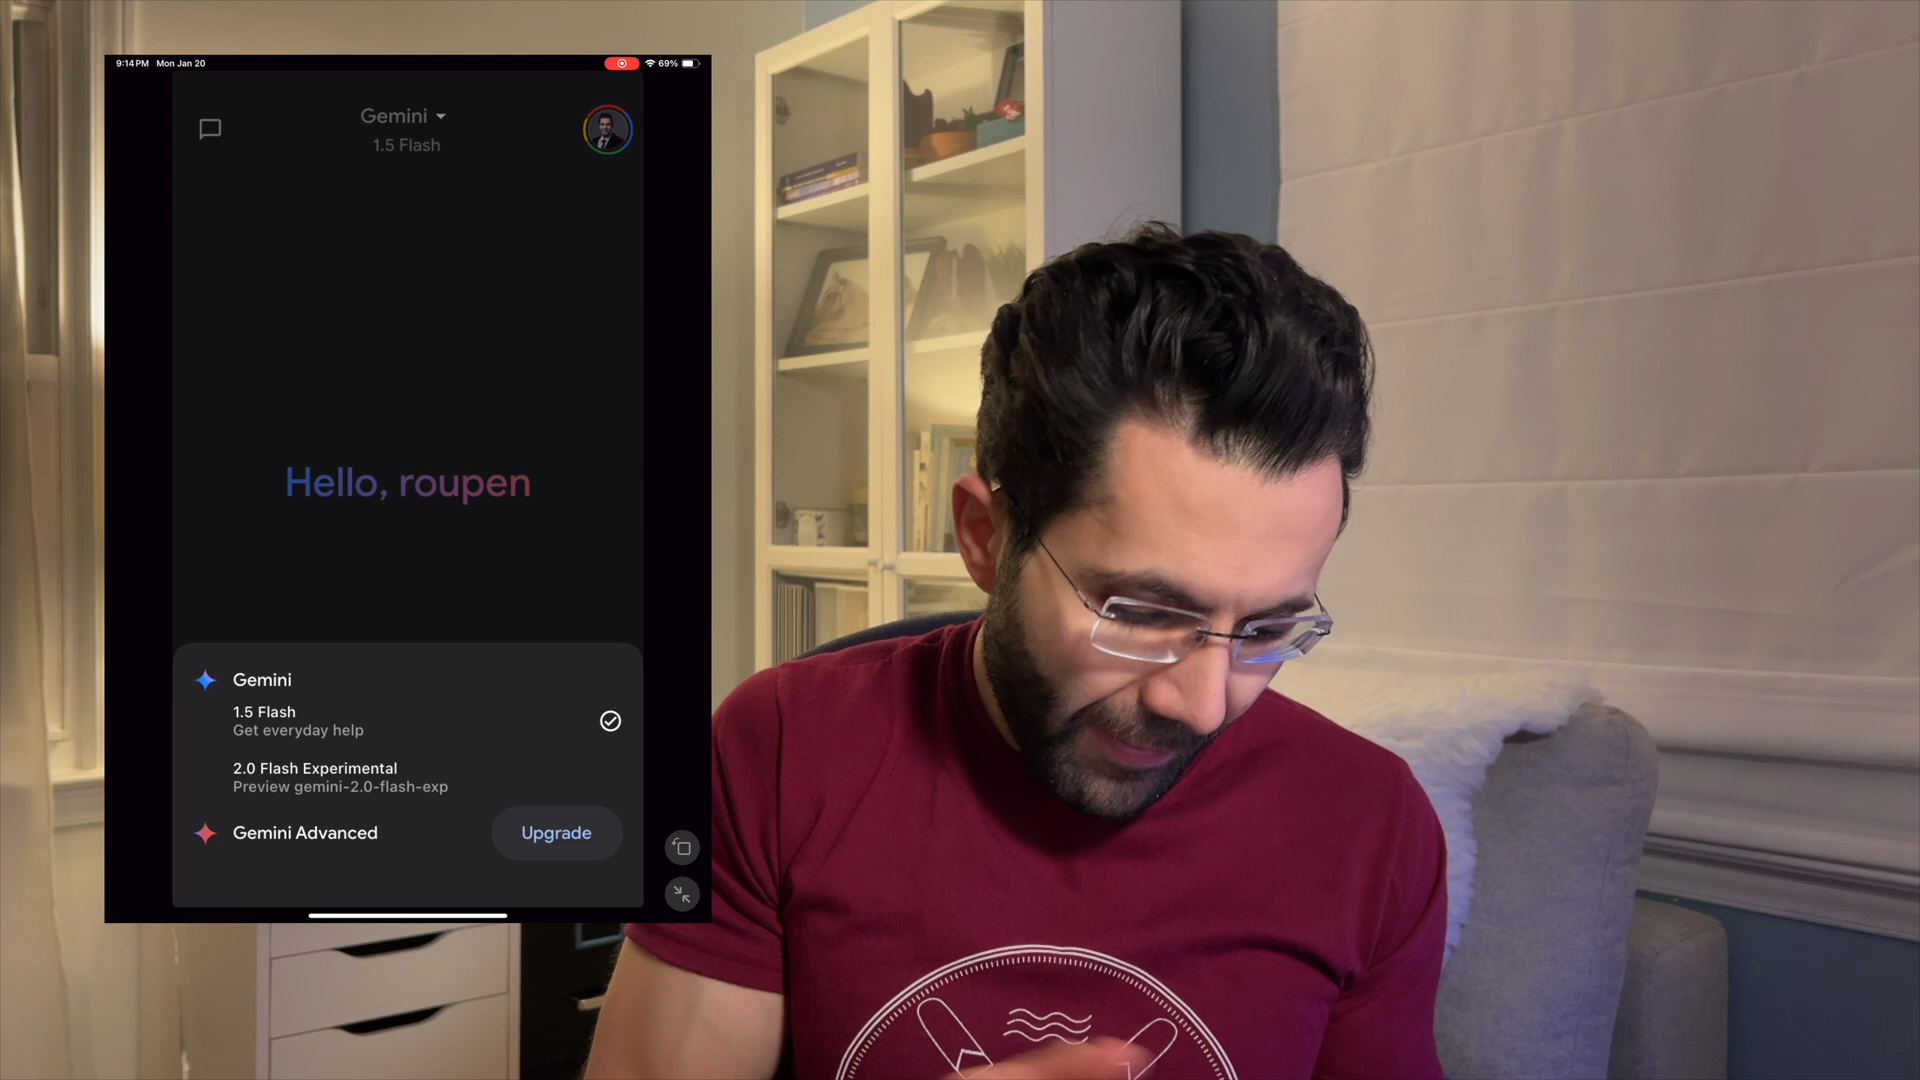 9:14 PM Mon Jan 20
69%
Gemini
1.5 Flash
Hello, roupen
Gemini
1.5 Flash
Get everyday help
2.0 Flash Experimental
Preview gemini-2.0-flash-exp
Gemini Advanced
Upgrade